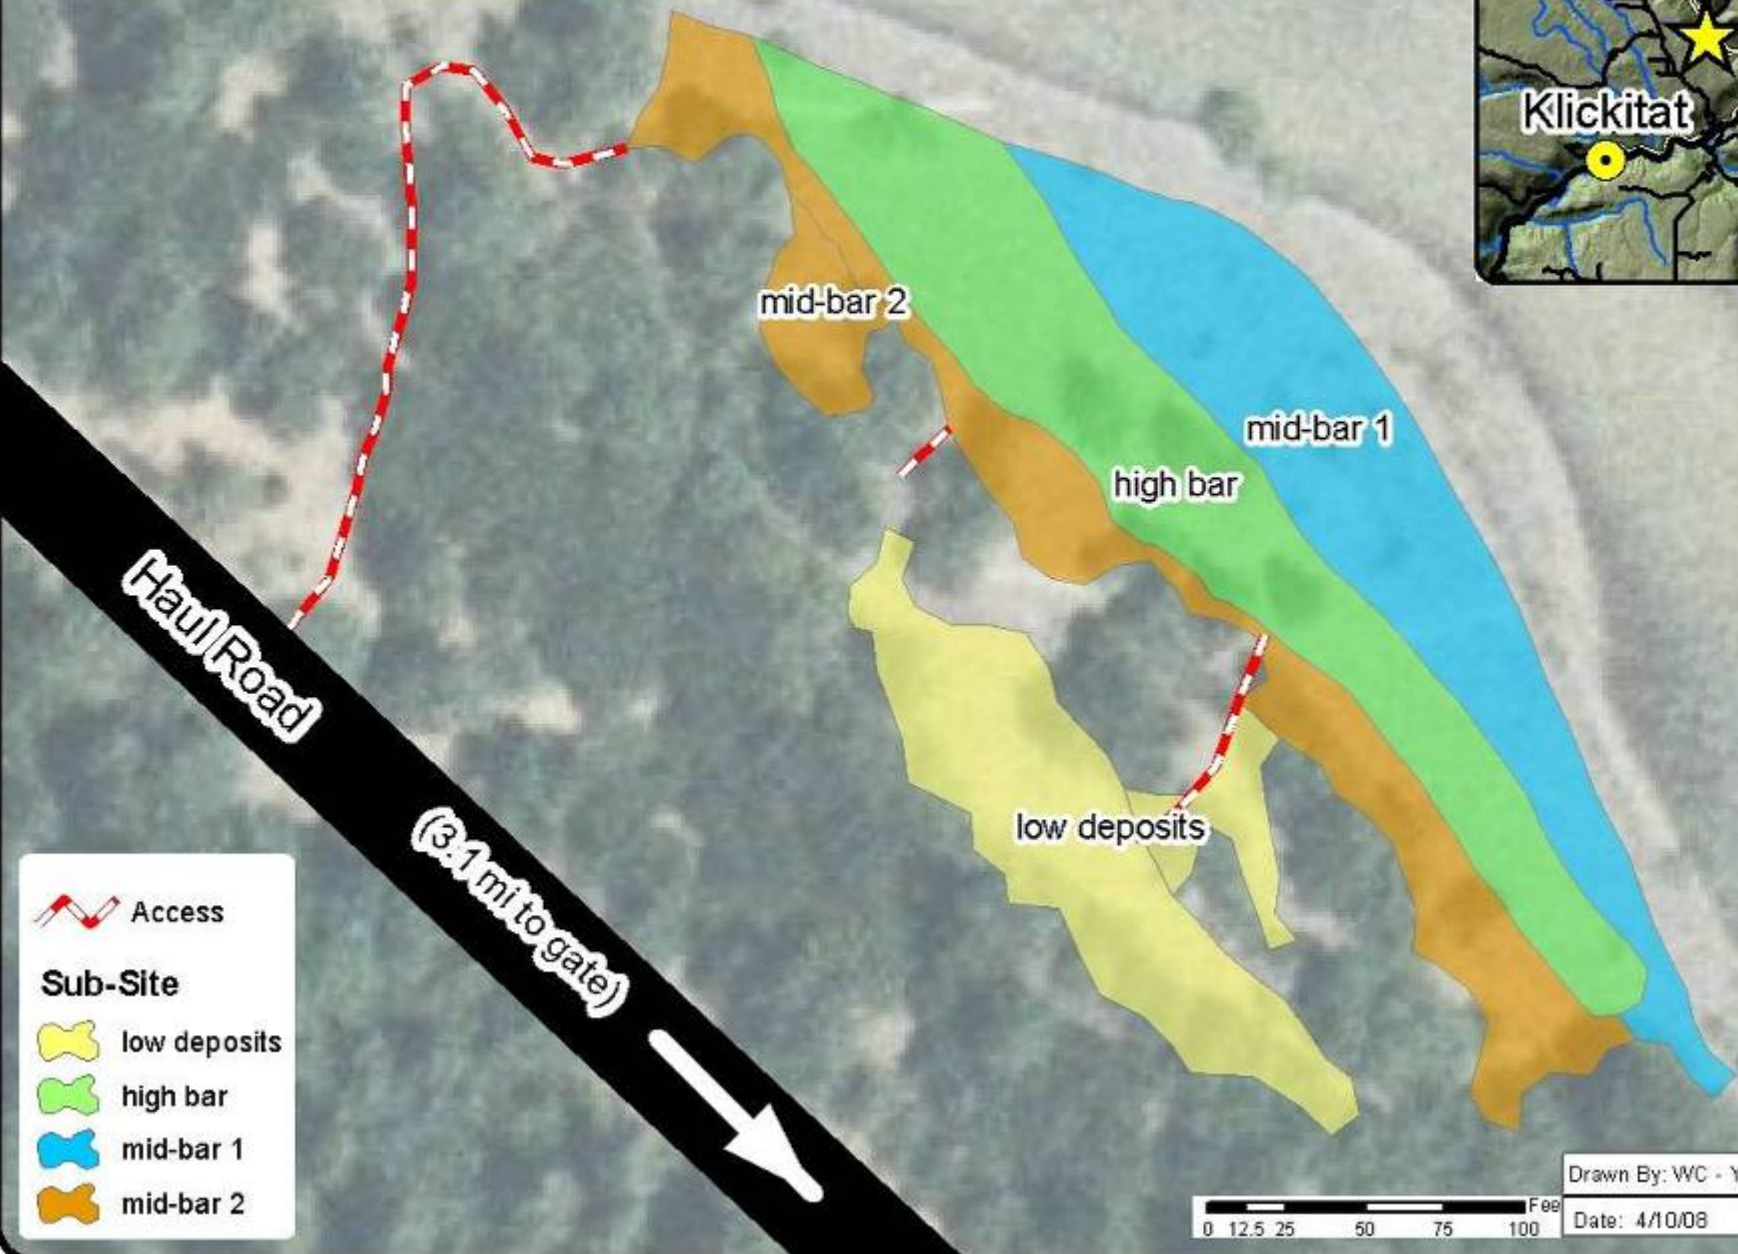 Klickitat
mid-bar 2
mid-bar 1
high bar
Haul Road
low deposits
(3.1 mi to gate)
Access
Sub-Site
low deposits
high bar
mid-bar 1
mid-bar 2
Fee
0 12.5 25 50 75 100
Drawn By: WC - Y
Date: 4/10/08